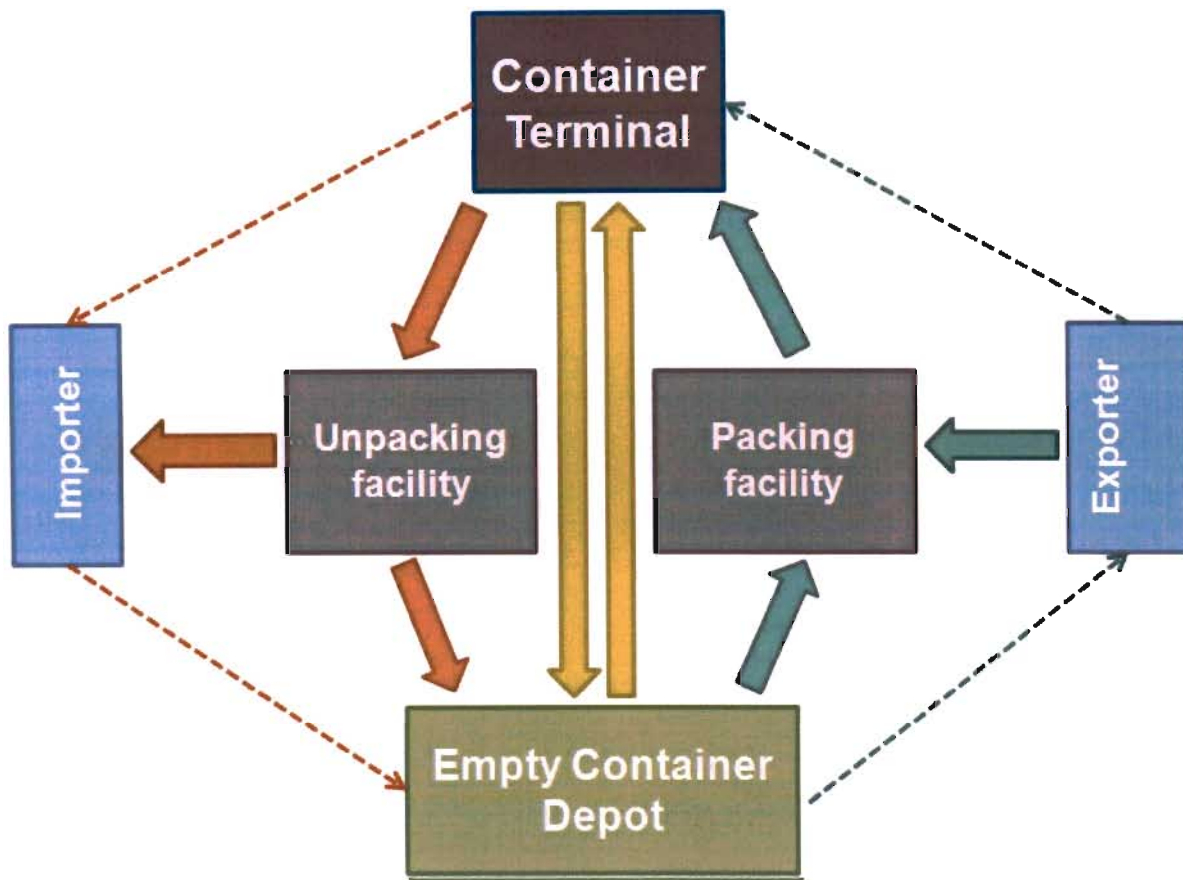 Container
Terminal
Importer
Unpacking
facility
Packing
facility
Exporter
Empty Container
Depot